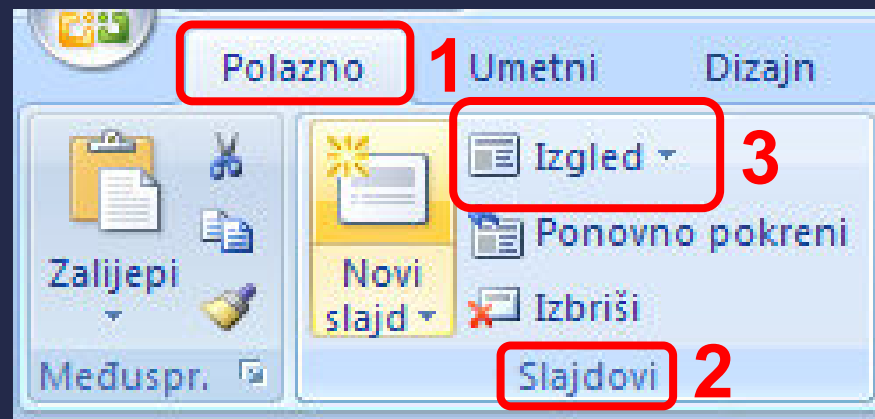 Polazno 1 Umetni Dizajn
Izgled 3
Ponovno pokreni
Zalijepi
Novi
slajd
Izbriši
Međuspr.
Slajdovi 2